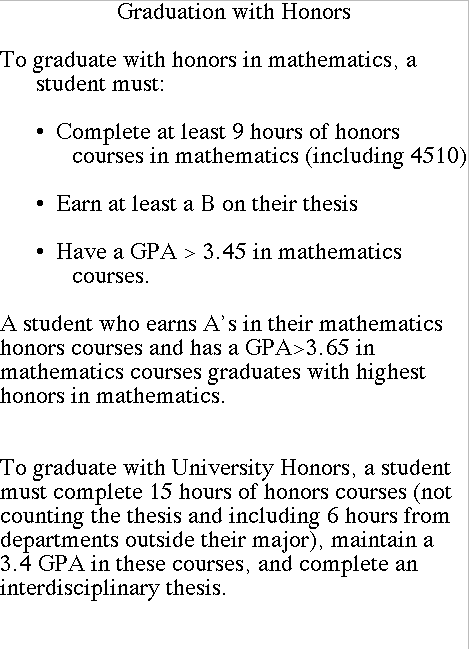 Graduation with Honors
To graduate with honors in mathematics, a
student must:
• Complete at least 9 hours of honors
courses in mathematics (including 4510)
• Earn at least a B on their thesis
• Have a GPA > 3.45 in mathematics
courses.
A student who earns A's in their mathematics
honors courses and has a GPA>3.65 in
mathematics courses graduates with highest
honors in mathematics.
To graduate with University Honors, a student
must complete 15 hours of honors courses (not
counting the thesis and including 6 hours from
departments outside their major), maintain a
3.4 GPA in these courses, and complete an
interdisciplinary thesis.